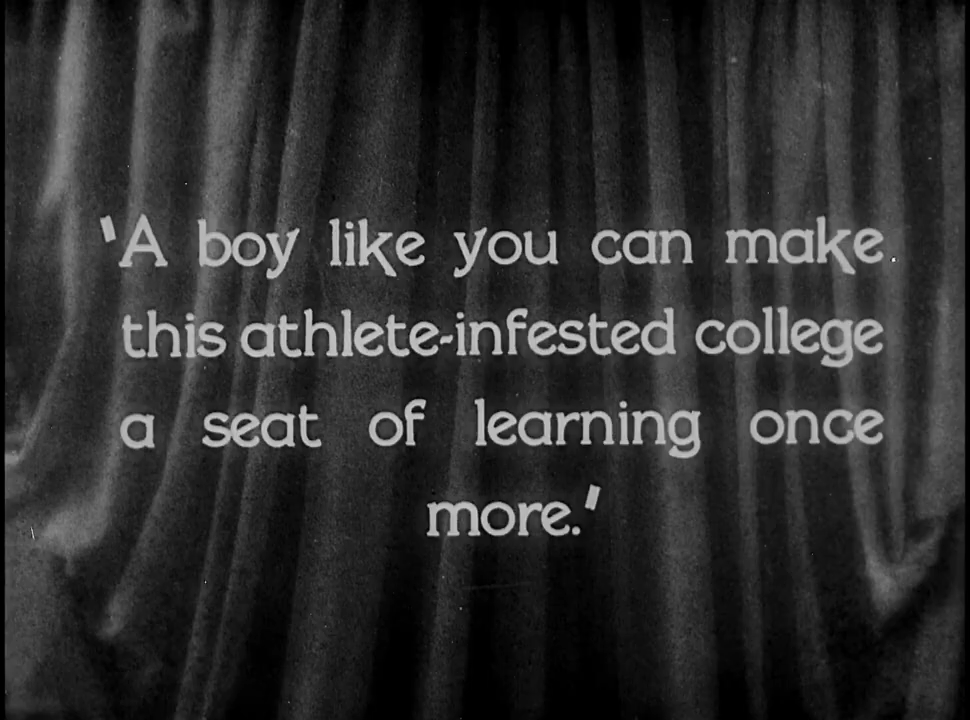 'A boy like you can make
this athlete-infested college
a seat of learning once
more.'